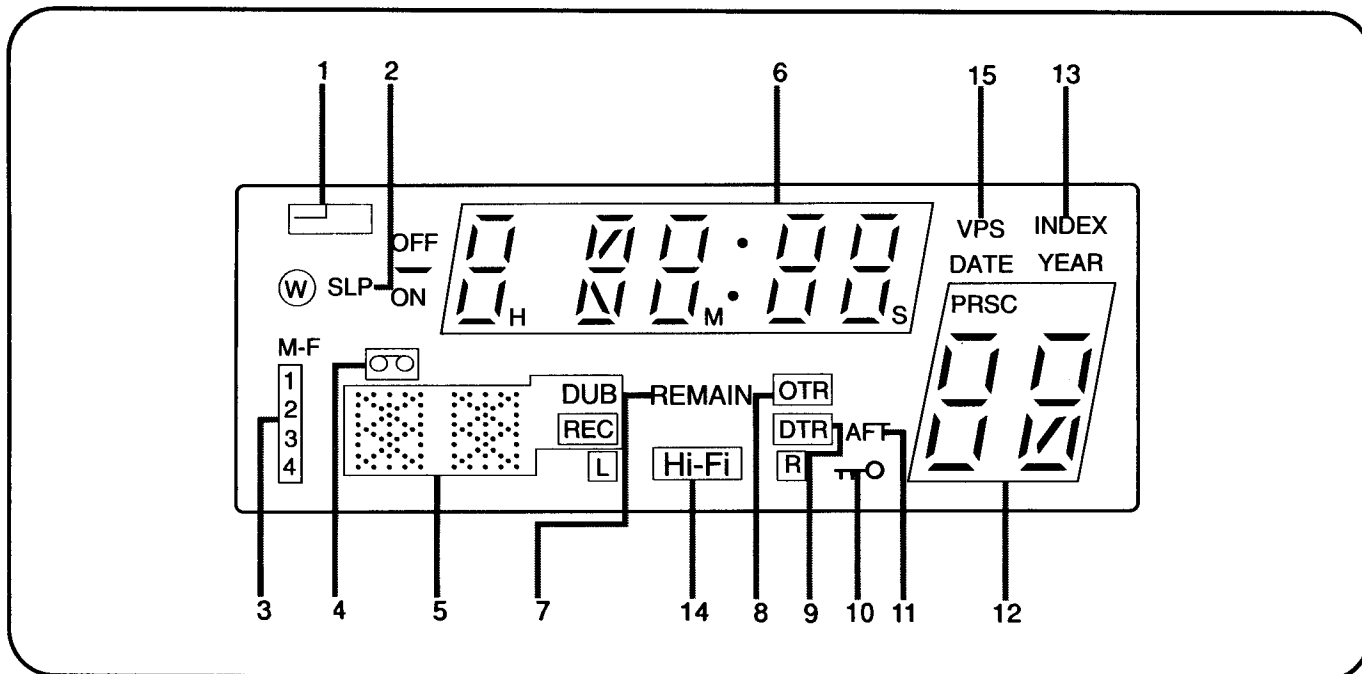 1 2 6 15 13
OFF VPS INDEX
W SLP ON H M S DATE YEAR
PRSC
M-F
1 DUB REMAIN OTR
2 REC DTR AFT
3
4 L Hi-Fi R
3 4 5 7 14 8 9 10 11 12